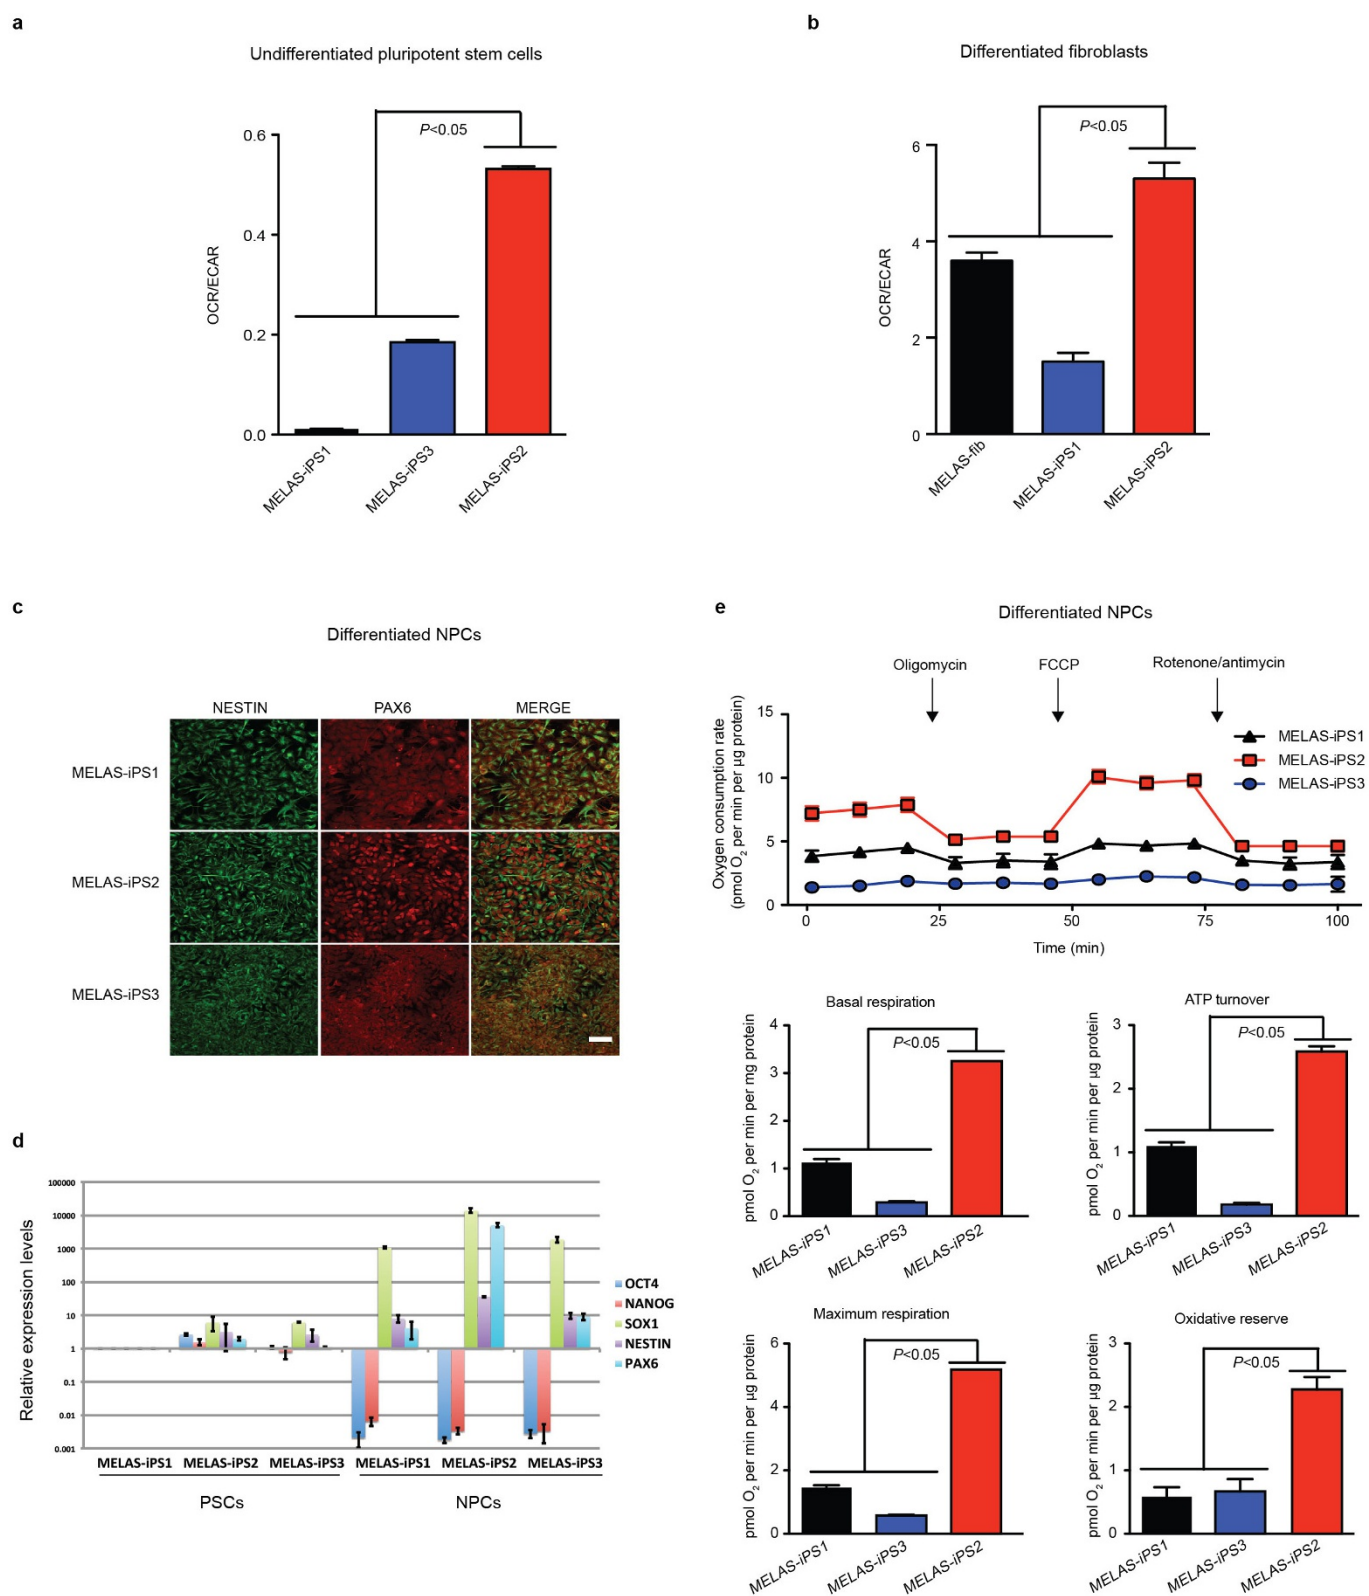 a
Undifferentiated pluripotent stem cells
P<0.05
0.6
0.4
0.2
0.0
OCR/ECAR
MELAS-iPS1
MELAS-iPS3
MELAS-iPS2
b
Differentiated fibroblasts
P<0.05
6
4
2
0
OCR/ECAR
MELAS-fib
MELAS-iPS1
MELAS-iPS2
c
Differentiated NPCs
NESTIN
PAX6
MERGE
MELAS-iPS1
MELAS-iPS2
MELAS-iPS3
d
Relative expression levels
100000
10000
1000
100
10
1
0.1
0.01
0.001
OCT4
NANOG
SOX1
NESTIN
PAX6
MELAS-iPS1
MELAS-iPS2
MELAS-iPS3
MELAS-iPS1
MELAS-iPS2
MELAS-iPS3
PSCs
NPCs
e
Differentiated NPCs
Oligomycin
FCCP
Rotenone/antimycin
Oxygen consumption rate
(pmol O₂ per min per µg protein)
15
10
5
0
MELAS-iPS1
MELAS-iPS2
MELAS-iPS3
0
25
50
75
100
Time (min)
Basal respiration
pmol O₂ per min per mg protein
4
3
2
1
0
P<0.05
MELAS-iPS1
MELAS-iPS3
MELAS-iPS2
ATP turnover
pmol O₂ per min per µg protein
3
2
1
0
P<0.05
MELAS-iPS1
MELAS-iPS3
MELAS-iPS2
Maximum respiration
pmol O₂ per min per µg protein
6
4
2
0
P<0.05
MELAS-iPS1
MELAS-iPS3
MELAS-iPS2
Oxidative reserve
pmol O₂ per min per µg protein
3
2
1
0
P<0.05
MELAS-iPS1
MELAS-iPS3
MELAS-iPS2